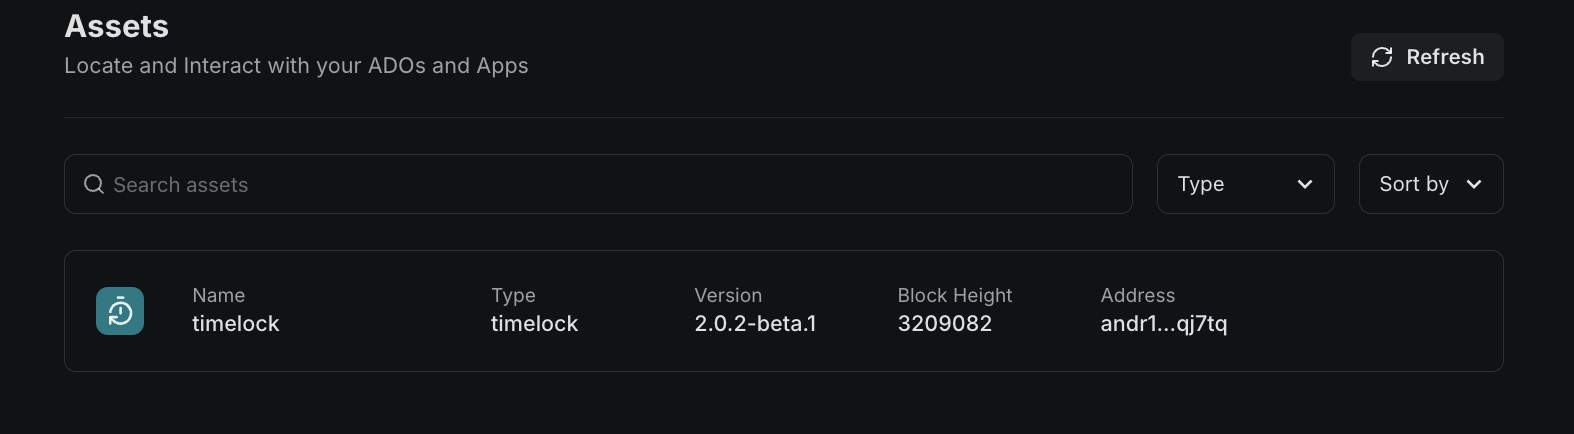 Assets
Locate and Interact with your ADOs and Apps
Refresh
Search assets
Type
Sort by
Name
timelock
Type
timelock
Version
2.0.2-beta.1
Block Height
3209082
Address
andr1...qj7tq